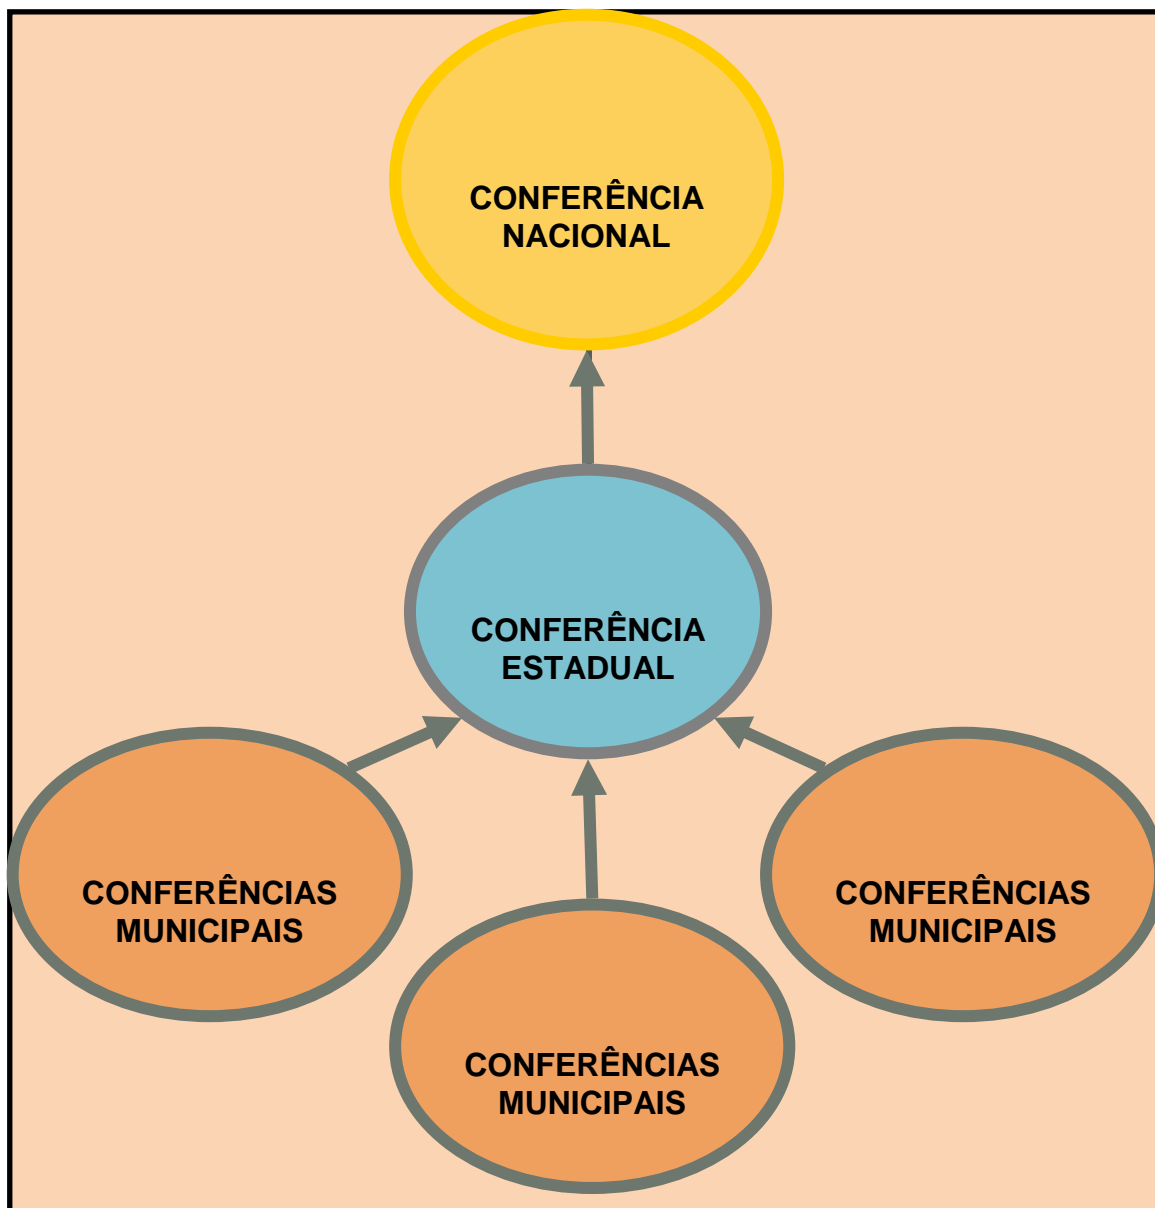 CONFERÊNCIA
NACIONAL
CONFERÊNCIA
ESTADUAL
CONFERÊNCIAS
MUNICIPAIS
CONFERÊNCIAS
MUNICIPAIS
CONFERÊNCIAS
MUNICIPAIS